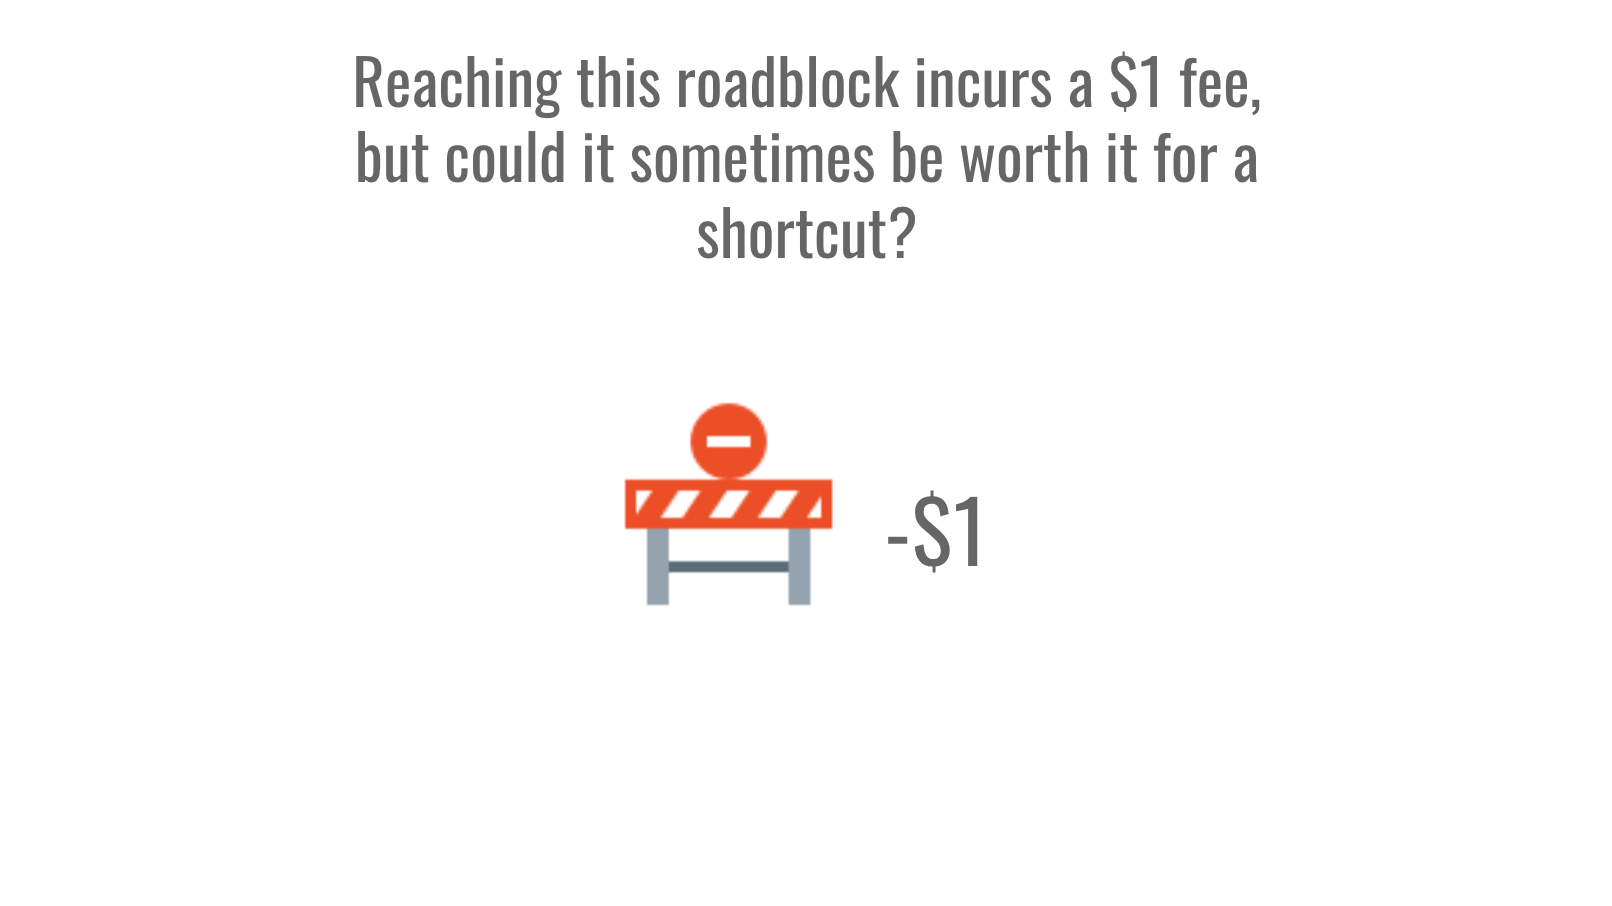 Reaching this roadblock incurs a $1 fee,
but could it sometimes be worth it for a
shortcut?
-$1